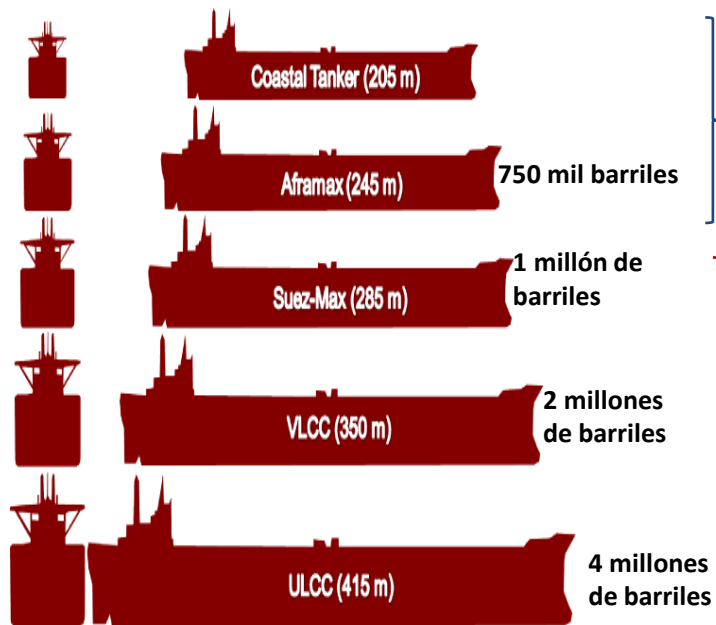 Coastal Tanker (205 m)
Aframax (245 m)
750 mil barriles
Suez-Max (285 m)
1 millón de
barriles
VLCC (350 m)
2 millones
de barriles
ULCC (415 m)
4 millones
de barriles